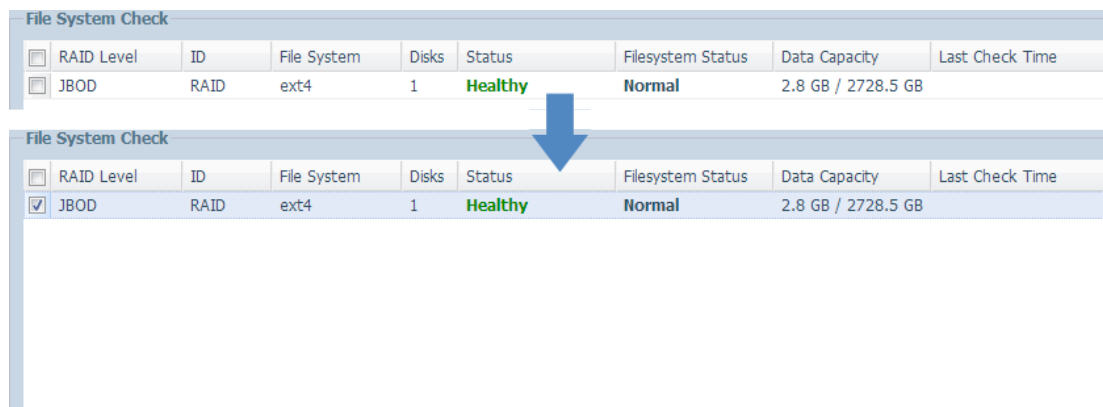 File System Check
RAID Level ID File System Disks Status Filesystem Status Data Capacity Last Check Time
JBOD RAID ext4 1 Healthy Normal 2.8 GB / 2728.5 GB
File System Check
RAID Level ID File System Disks Status Filesystem Status Data Capacity Last Check Time
JBOD RAID ext4 1 Healthy Normal 2.8 GB / 2728.5 GB